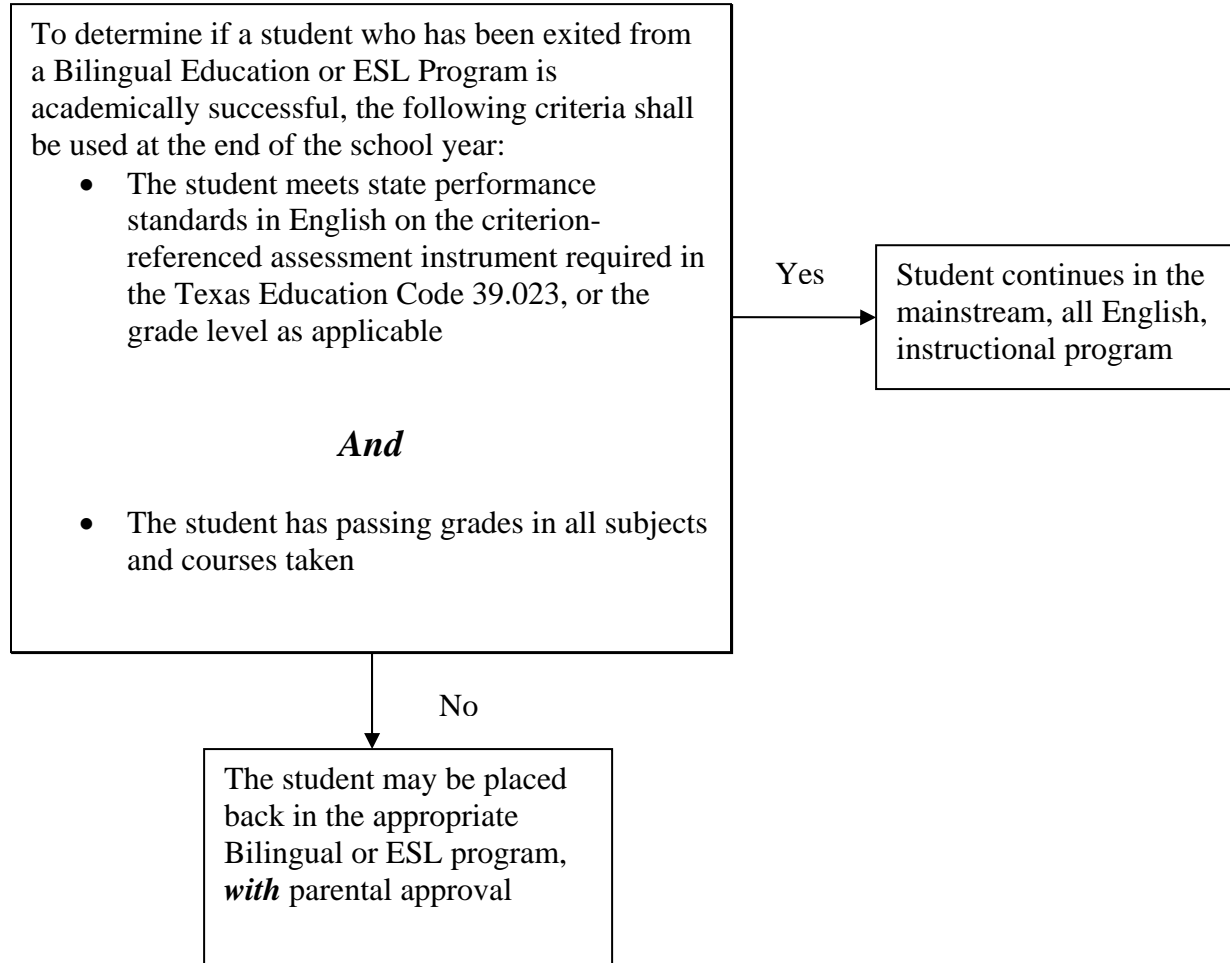 To determine if a student who has been exited from
a Bilingual Education or ESL Program is
academically successful, the following criteria shall
be used at the end of the school year:
• The student meets state performance
standards in English on the criterion-
referenced assessment instrument required in
the Texas Education Code 39.023, or the
grade level as applicable
And
• The student has passing grades in all subjects
and courses taken
Yes
Student continues in the
mainstream, all English,
instructional program
No
The student may be placed
back in the appropriate
Bilingual or ESL program,
with parental approval